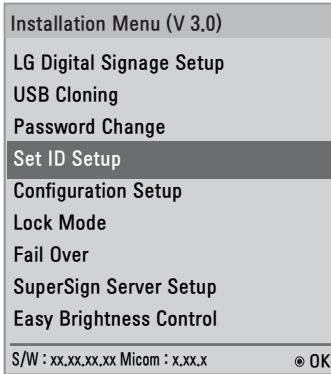 Installation Menu (V 3.0)
LG Digital Signage Setup
USB Cloning
Password Change
Set ID Setup
Configuration Setup
Lock Mode
Fail Over
SuperSign Server Setup
Easy Brightness Control
S/W : xx.xx.xx.xx Micom : x.xx.x ◉ OK